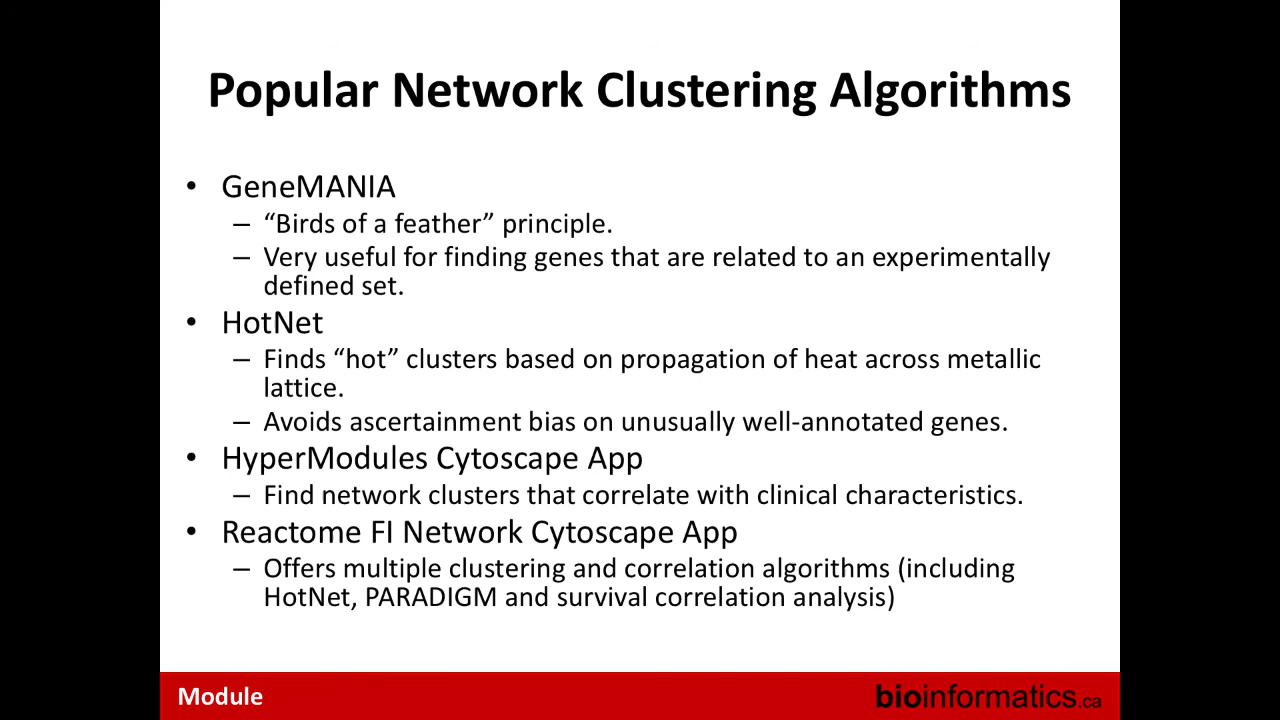 Popular Network Clustering Algorithms
• GeneMANIA
– “Birds of a feather” principle.
– Very useful for finding genes that are related to an experimentally
defined set.
• HotNet
– Finds “hot” clusters based on propagation of heat across metallic
lattice.
– Avoids ascertainment bias on unusually well-annotated genes.
• HyperModules Cytoscape App
– Find network clusters that correlate with clinical characteristics.
• Reactome FI Network Cytoscape App
– Offers multiple clustering and correlation algorithms (including
HotNet, PARADIGM and survival correlation analysis)
Module
bioinformatics.ca